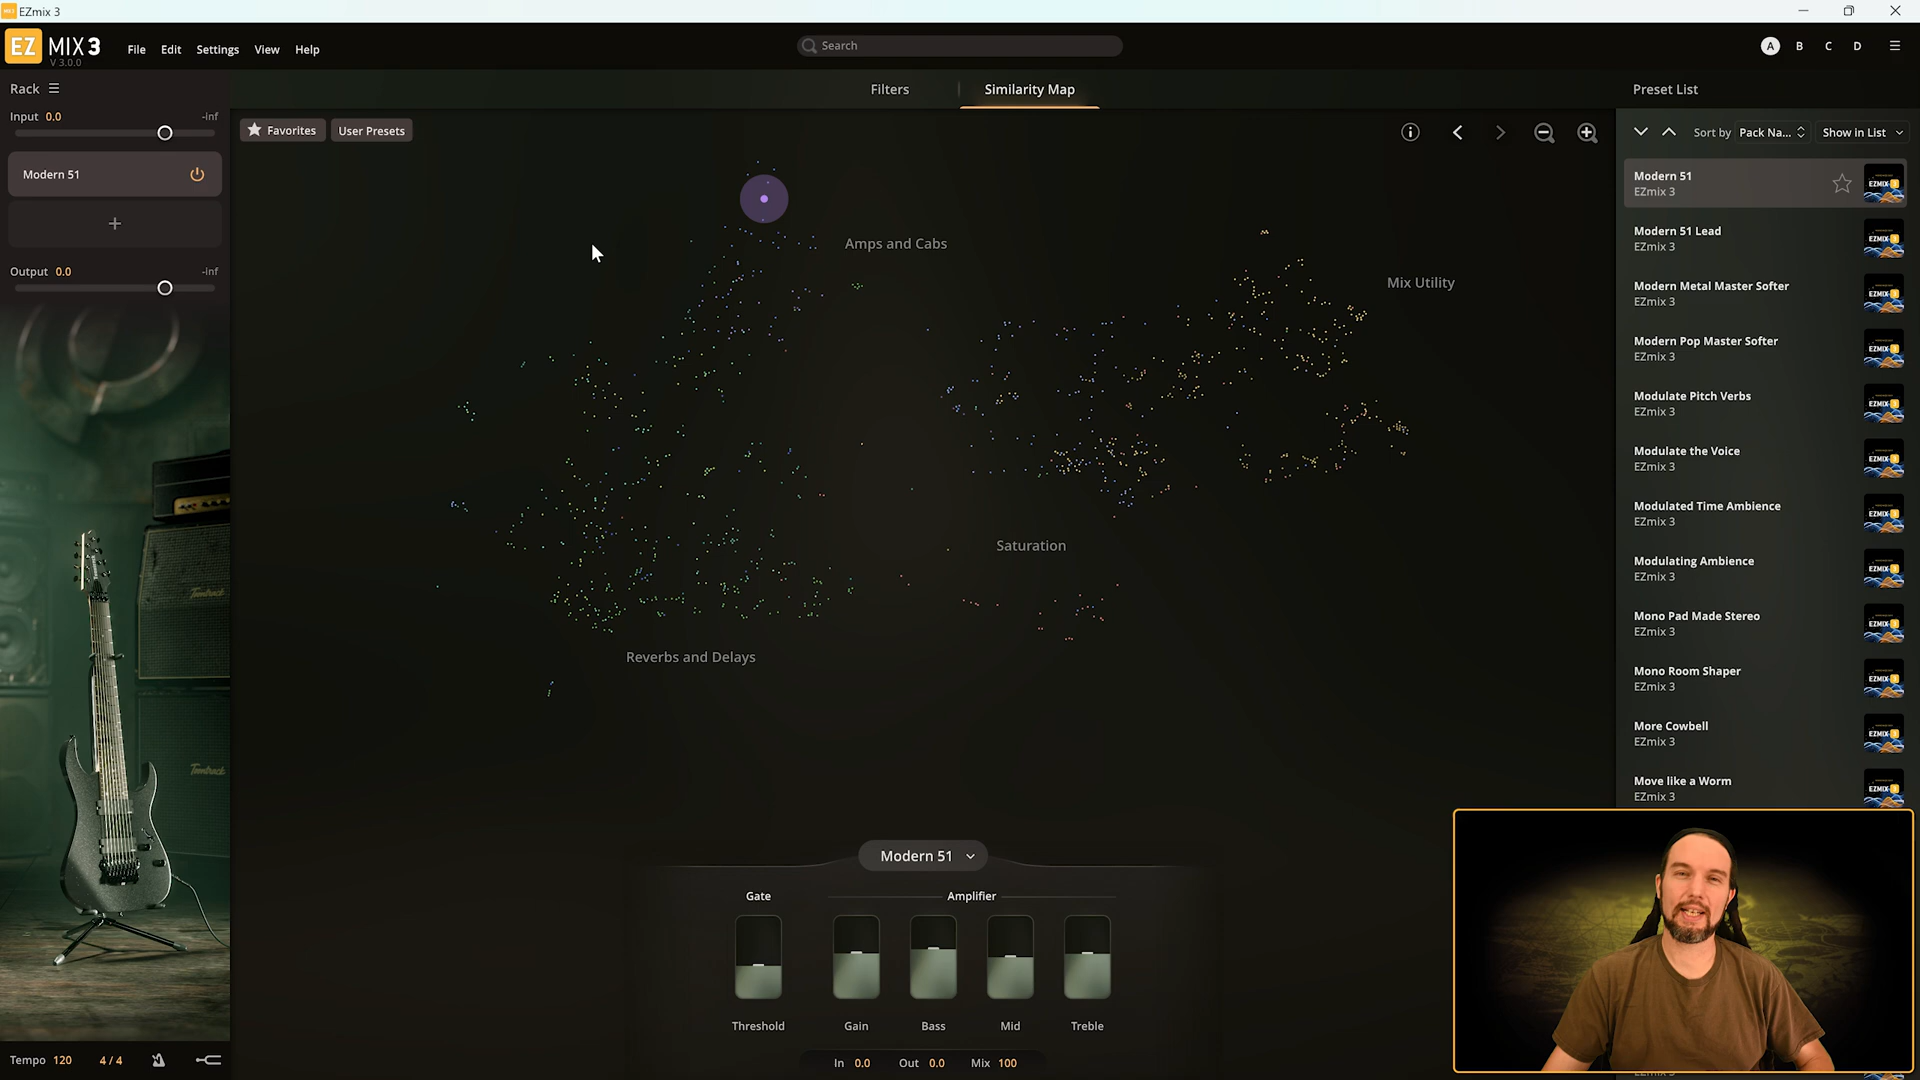 EZmix 3
EZ MIX 3
V 3.0.0
File Edit Settings View Help
Search
A B C D
Rack
Filters
Similarity Map
Preset List
Input 0.0 -inf
Favorites
User Presets
Sort by Pack Na...
Show in List
Modern 51
+
Output 0.0 -inf
Amps and Cabs
Mix Utility
Saturation
Reverbs and Delays
Modern 51
EZmix 3
Modern 51 Lead
EZmix 3
Modern Metal Master Softer
EZmix 3
Modern Pop Master Softer
EZmix 3
Modulate Pitch Verbs
EZmix 3
Modulate the Voice
EZmix 3
Modulated Time Ambience
EZmix 3
Modulating Ambience
EZmix 3
Mono Pad Made Stereo
EZmix 3
Mono Room Shaper
EZmix 3
More Cowbell
EZmix 3
Move like a Worm
EZmix 3
Modern 51
Gate
Amplifier
Threshold
Gain
Bass
Mid
Treble
In 0.0 Out 0.0 Mix 100
Tempo 120 4/4
Toontrack
Toontrack